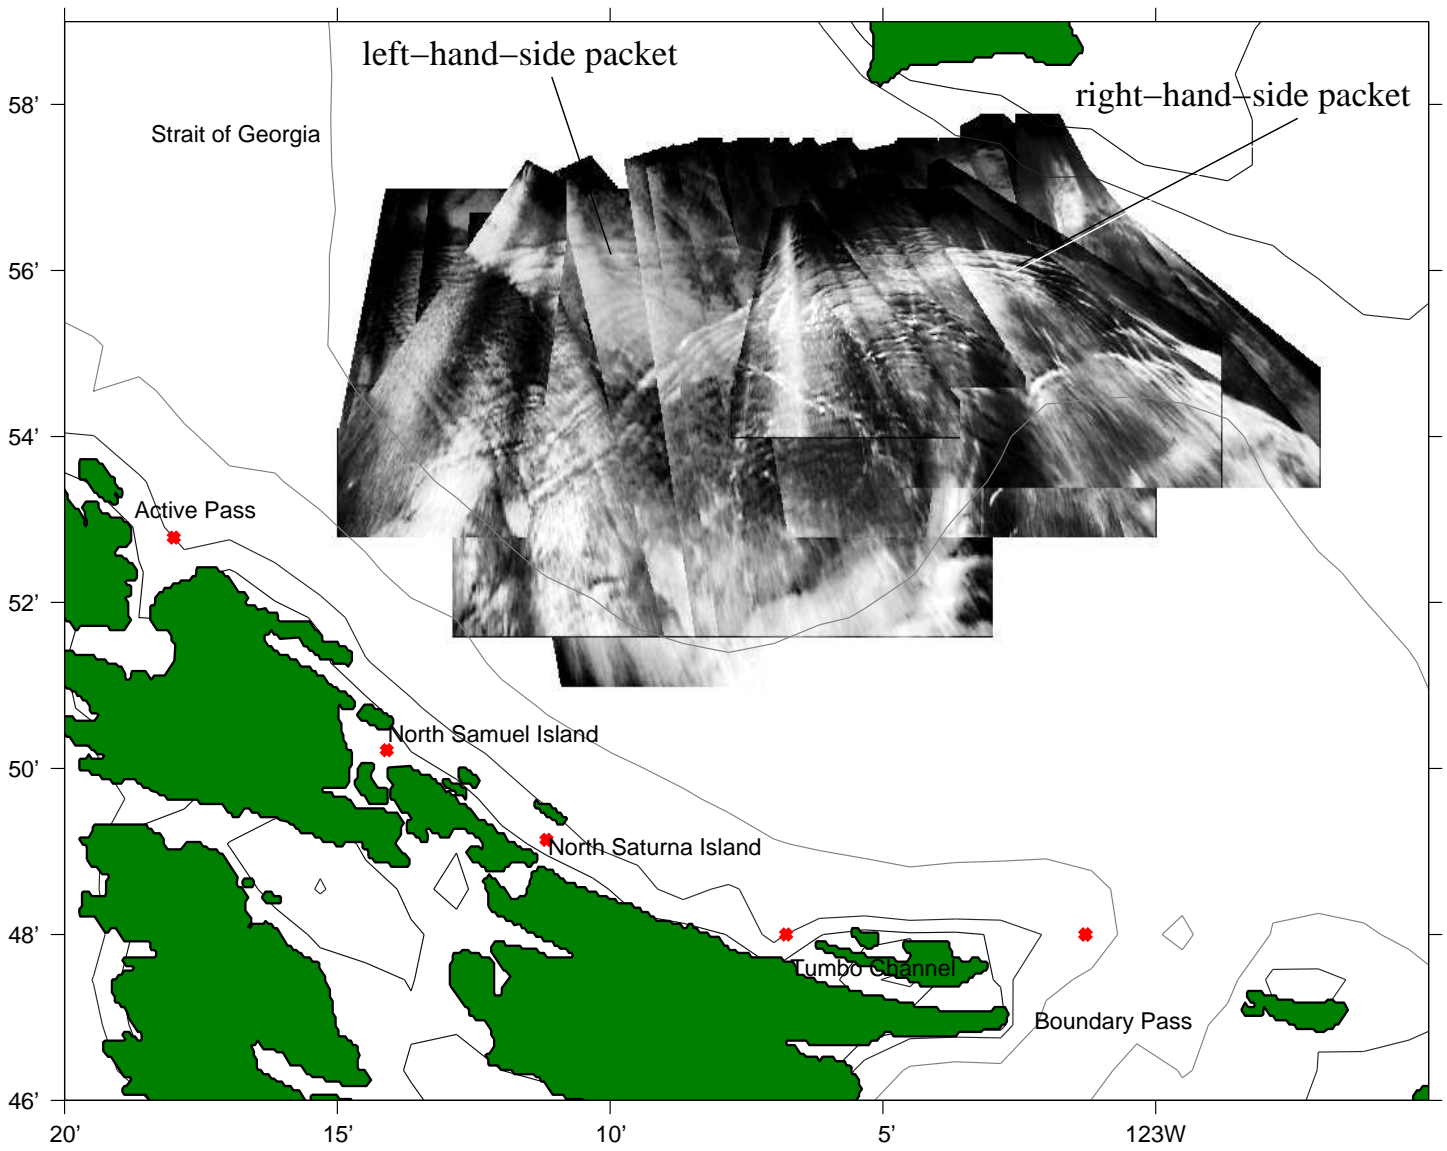 left−hand−side packet
right−hand−side packet
58'
Strait of Georgia
56'
54'
Active Pass
52'
North Samuel Island
50'
North Saturna Island
48'
Tumbo Channel
Boundary Pass
46'
20'
15'
10'
5'
123W